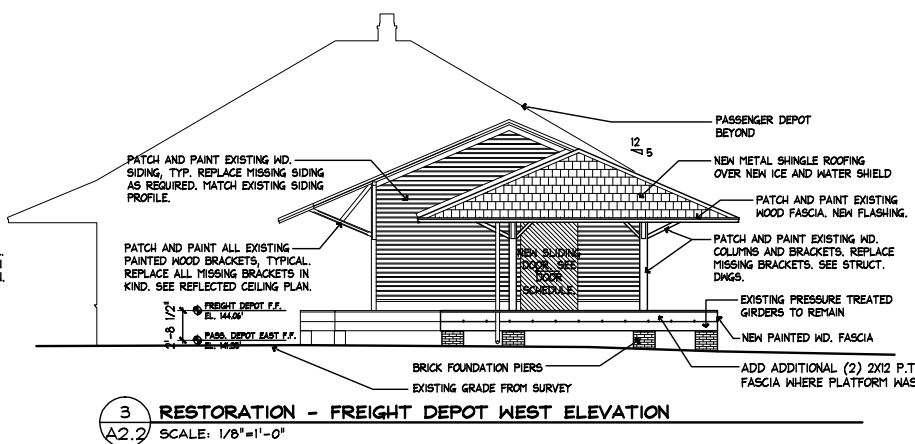 PASSENGER DEPOT
BEYOND
12
5
PATCH AND PAINT EXISTING WD.
SIDING, TYP. REPLACE MISSING SIDING
AS REQUIRED. MATCH EXISTING SIDING
PROFILE.
NEW METAL SHINGLE ROOFING
OVER NEW ICE AND WATER SHIELD
PATCH AND PAINT EXISTING
WOOD FASCIA. NEW FLASHING.
PATCH AND PAINT ALL EXISTING
PAINTED WOOD BRACKETS, TYPICAL.
REPLACE ALL MISSING BRACKETS IN
KIND. SEE REFLECTED CEILING PLAN.
NEW SLIDING
DOOR. SEE
DOOR
SCHEDULE.
PATCH AND PAINT EXISTING WD.
COLUMNS AND BRACKETS. REPLACE
MISSING BRACKETS. SEE STRUCT.
DWGS.
2'-8 1/2"
FREIGHT DEPOT F.F.
EL. 144.06'
PASS. DEPOT EAST F.F.
EL.
EXISTING PRESSURE TREATED
GIRDERS TO REMAIN
NEW PAINTED WD. FASCIA
BRICK FOUNDATION PIERS
EXISTING GRADE FROM SURVEY
ADD ADDITIONAL (2) 2X12 P.T
FASCIA WHERE PLATFORM WAS
3
A2.2
RESTORATION - FREIGHT DEPOT WEST ELEVATION
SCALE: 1/8"=1'-0"